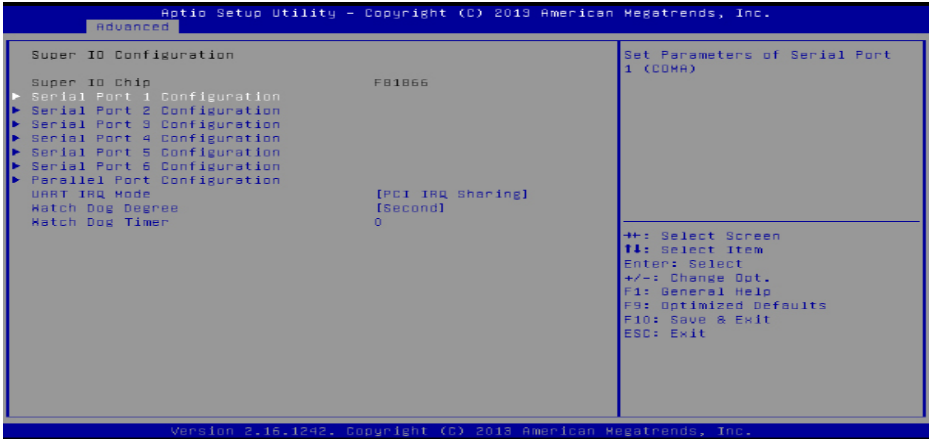 Aptio Setup Utility - Copyright (C) 2013 American Megatrends, Inc.
Advanced
Super IO Configuration
Super IO Chip F81866
► Serial Port 1 Configuration
► Serial Port 2 Configuration
► Serial Port 3 Configuration
► Serial Port 4 Configuration
► Serial Port 5 Configuration
► Serial Port 6 Configuration
► Parallel Port Configuration
UART IRQ Mode [PCI IRQ Sharing]
Watch Dog Degree [Second]
Watch Dog Timer 0
Set Parameters of Serial Port
1 (COMA)
→←: Select Screen
↑↓: Select Item
Enter: Select
+/-: Change Opt.
F1: General Help
F9: Optimized Defaults
F10: Save & Exit
ESC: Exit
Version 2.16.1242. Copyright (C) 2013 American Megatrends, Inc.